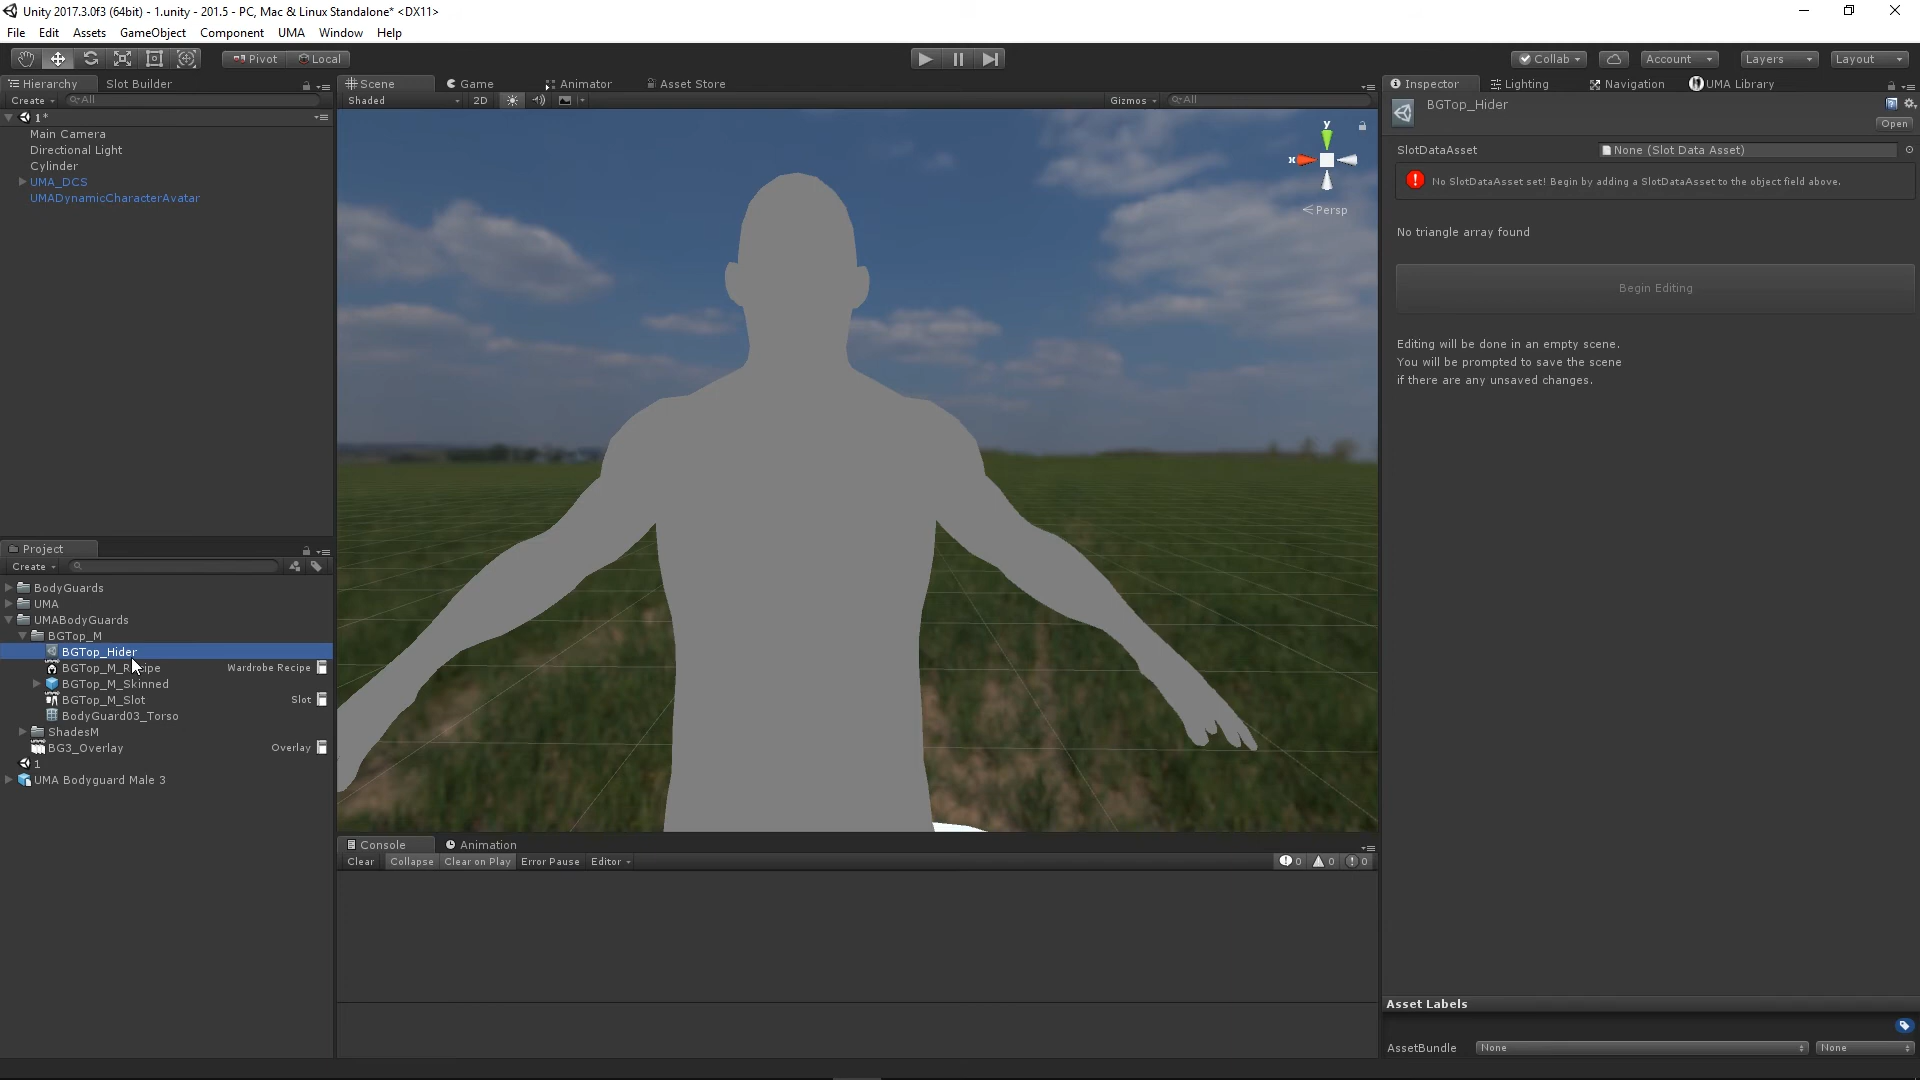 Unity 2017.3.0f3 (64bit) - 1.unity - 201.5 - PC, Mac & Linux Standalone* <DX11>
File Edit Assets GameObject Component UMA Window Help
Pivot Local Collab Account Layers Layout
Hierarchy Slot Builder
Create All
1*
Main Camera
Directional Light
Cylinder
UMA_DCS
UMADynamicCharacterAvatar
Scene Game Animator Asset Store
Shaded 2D Gizmos All
y
x
Persp
Project
Create
BodyGuards
UMA
UMABodyGuards
BGTop_M
BGTop_Hider
BGTop_M_Recipe Wardrobe Recipe
BGTop_M_Skinned
BGTop_M_Slot Slot
BodyGuard03_Torso
ShadesM
BG3_Overlay Overlay
1
UMA Bodyguard Male 3
Console Animation
Clear Collapse Clear on Play Error Pause Editor 0 0 0
Inspector Lighting Navigation UMA Library
BGTop_Hider
Open
SlotDataAsset None (Slot Data Asset)
No SlotDataAsset set! Begin by adding a SlotDataAsset to the object field above.
No triangle array found
Begin Editing
Editing will be done in an empty scene.
You will be prompted to save the scene
if there are any unsaved changes.
Asset Labels
AssetBundle None None